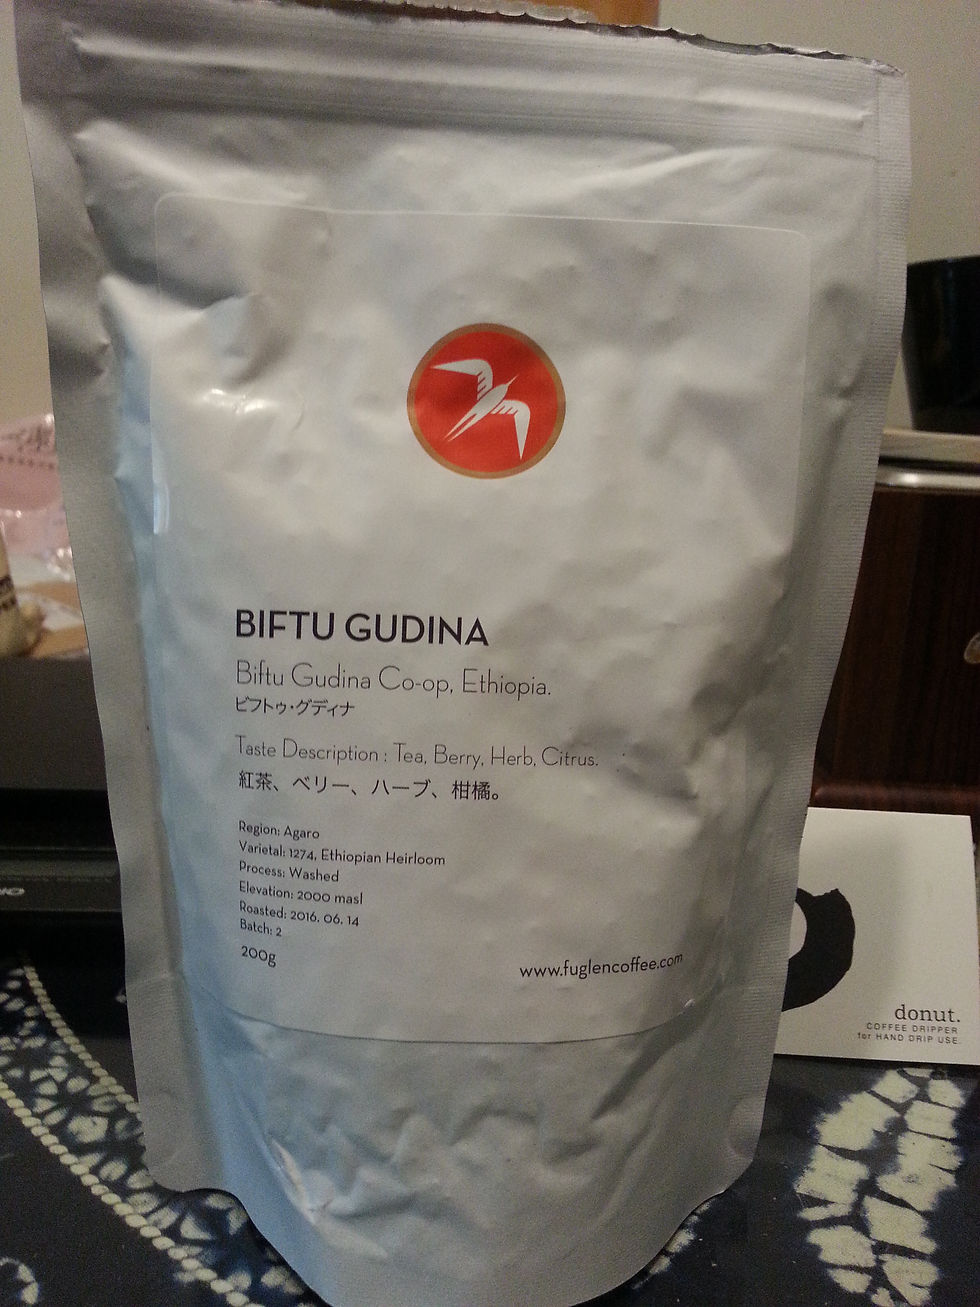 BIFTU GUDINA
Biftu Gudina Co-op, Ethiopia.
ビフトゥ・グディナ
Taste Description : Tea, Berry, Herb, Citrus.
紅茶、ベリー、ハーブ、柑橘。
Region: Agaro
Varietal: 1274, Ethiopian Heirloom
Process: Washed
Elevation: 2000 masl
Roasted: 2016. 06. 14
Batch: 2
200g
www.fuglencoffee.com
donut.
COFFEE DRIPPER
for HAND DRIP USE.